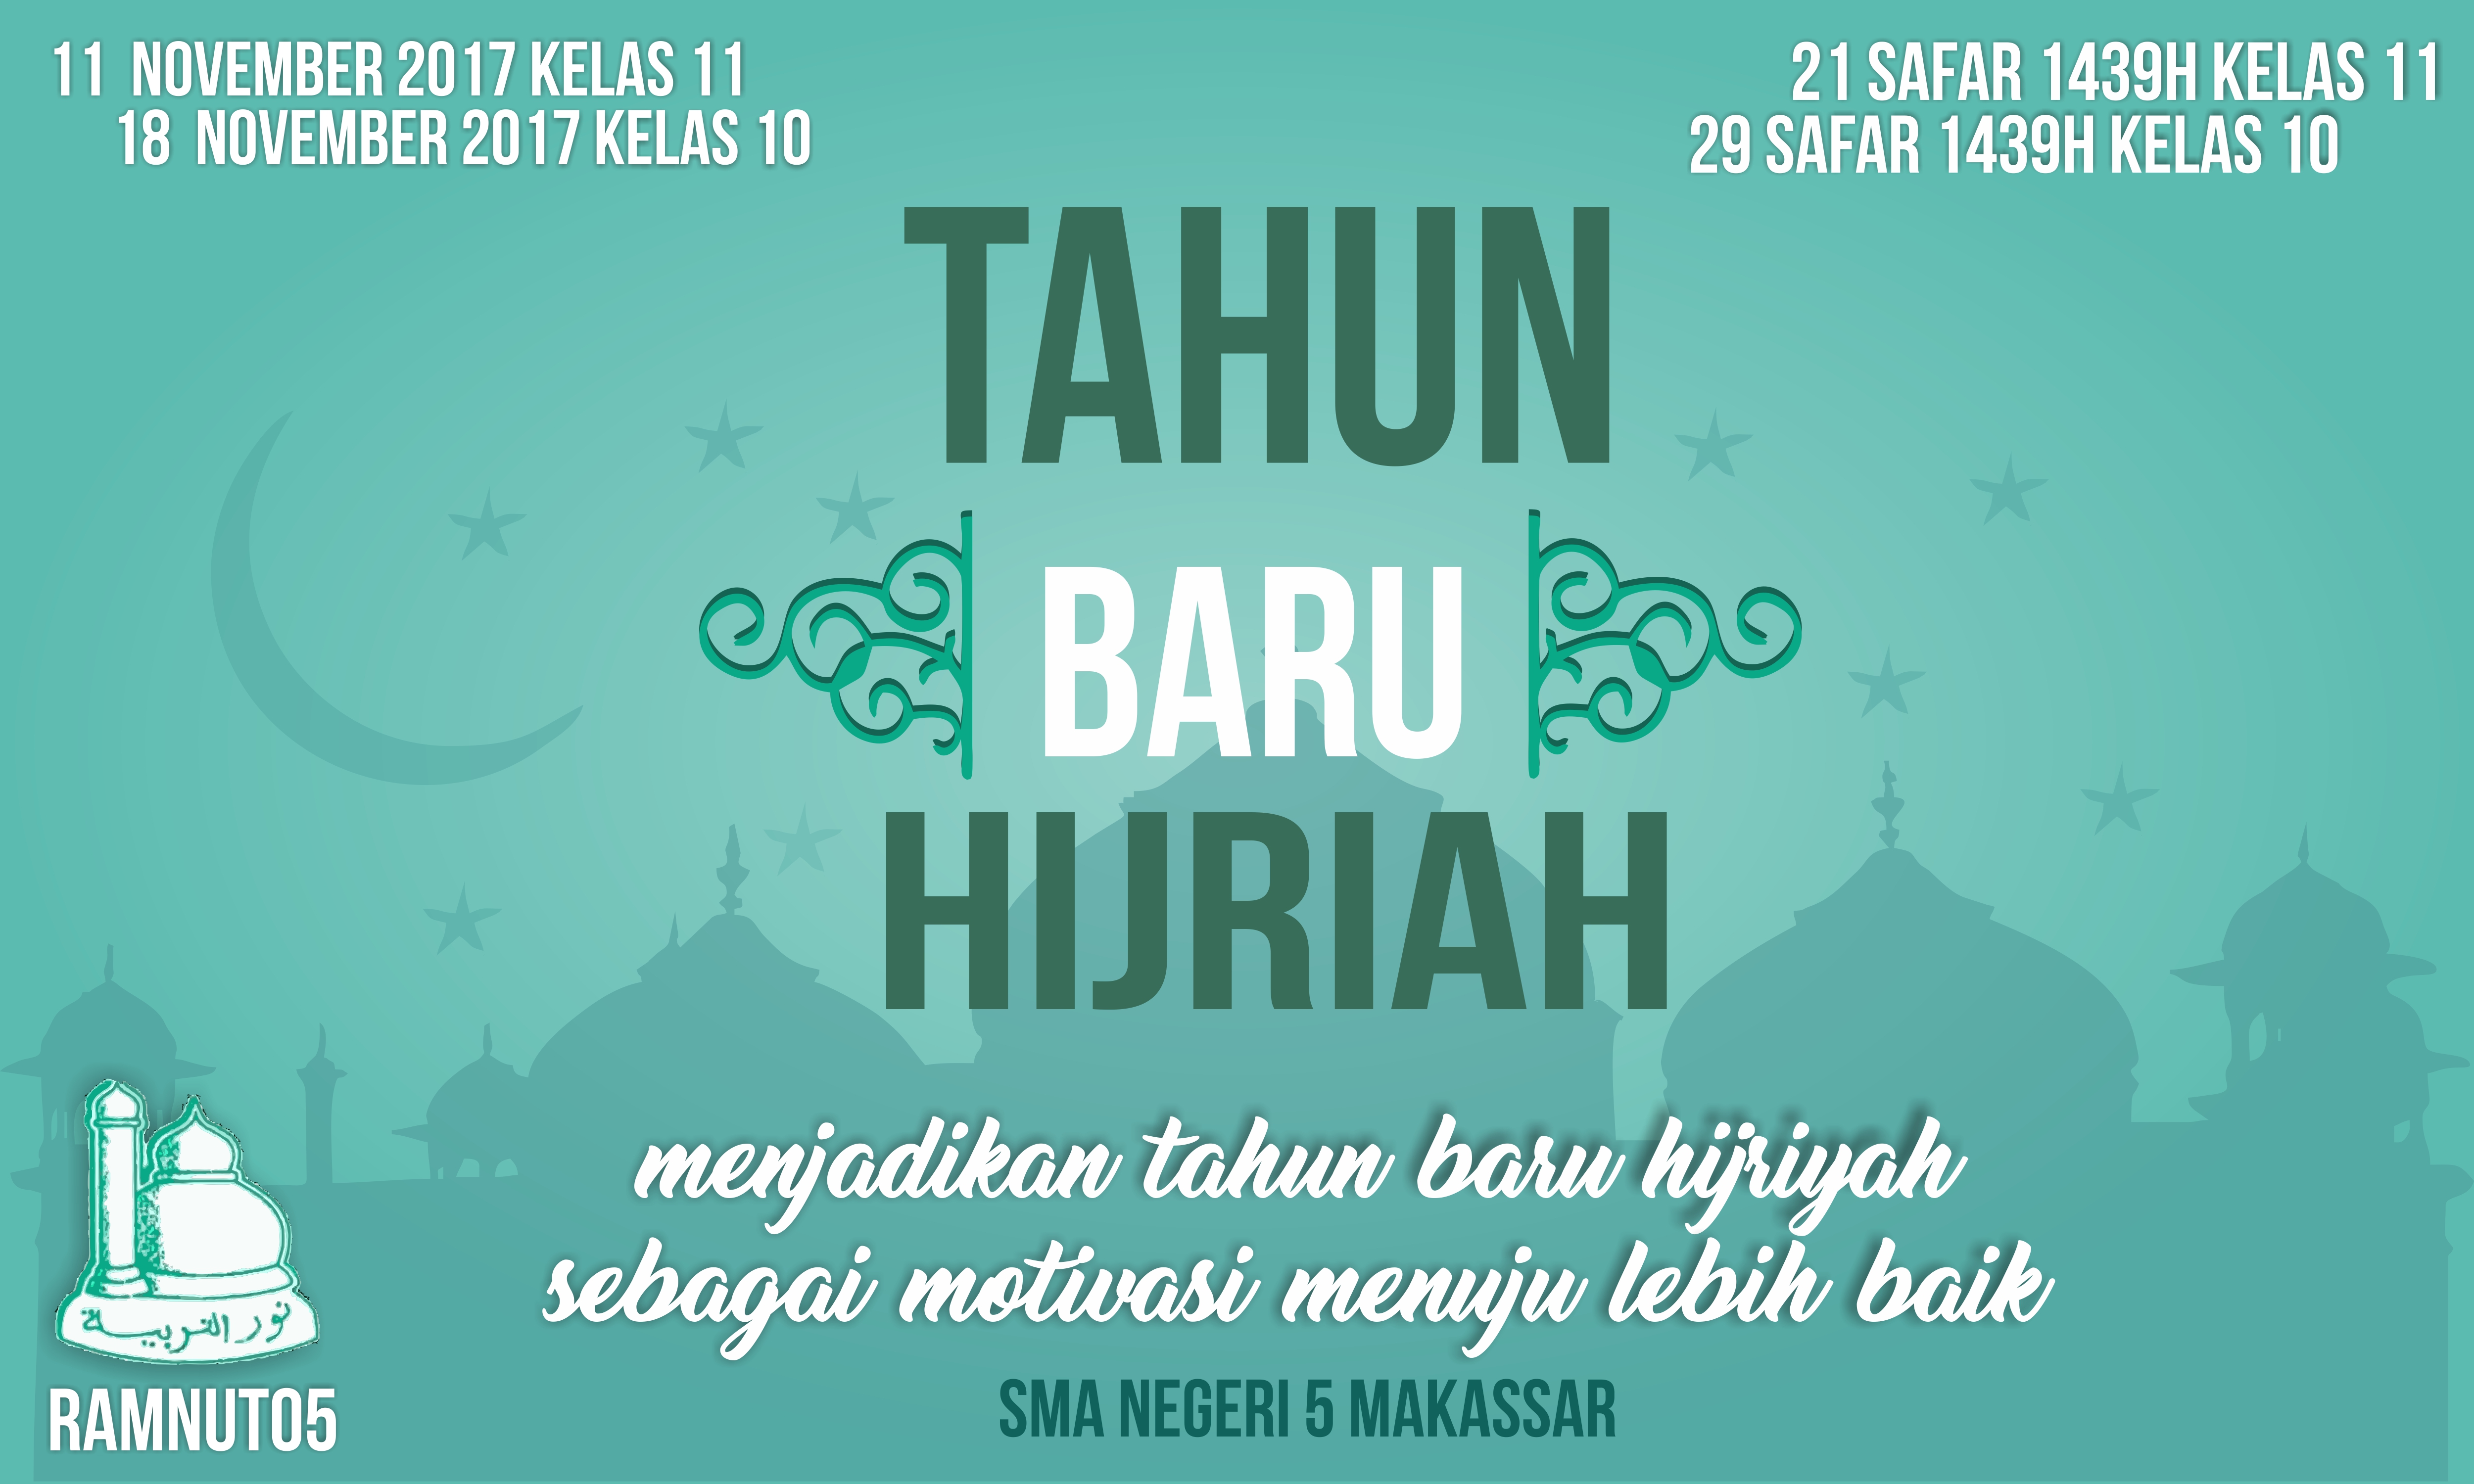 11 NOVEMBER 2017 KELAS 11
18 NOVEMBER 2017 KELAS 10
21 SAFAR 1439H KELAS 11
29 SAFAR 1439H KELAS 10
TAHUN
BARU
HIJRIAH
menjadikan tahun baru hijriyah
sebagai motivasi menuju lebih baik
SMA NEGERI 5 MAKASSAR
نور التربية
RAMNUTO5